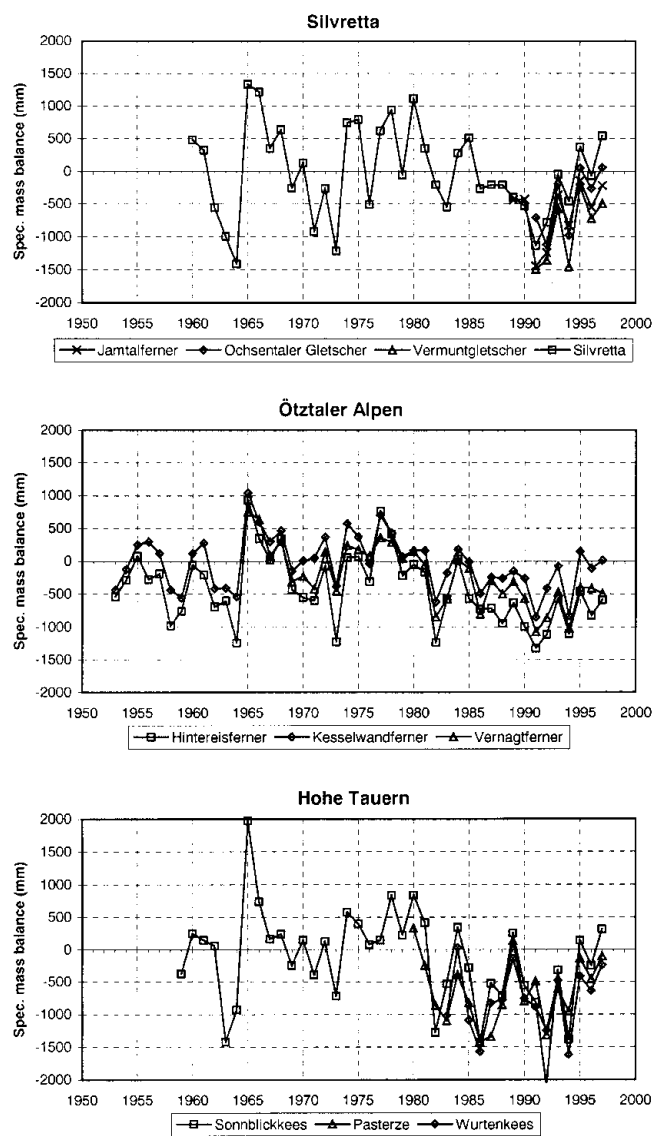 Silvretta
Spec. mass balance (mm)
2000
1500
1000
500
0
-500
-1000
-1500
-2000
1950 1955 1960 1965 1970 1975 1980 1985 1990 1995 2000
Jamtalferner Ochsentaler Gletscher Vermuntgletscher Silvretta
Ötztaler Alpen
Spec. mass balance (mm)
2000
1500
1000
500
0
-500
-1000
-1500
-2000
1950 1955 1960 1965 1970 1975 1980 1985 1990 1995 2000
Hintereisferner Kesselwandferner Vernagtferner
Hohe Tauern
Spec. mass balance (mm)
2000
1500
1000
500
0
-500
-1000
-1500
-2000
1950 1955 1960 1965 1970 1975 1980 1985 1990 1995 2000
Sonnblickkees Pasterze Wurtenkees